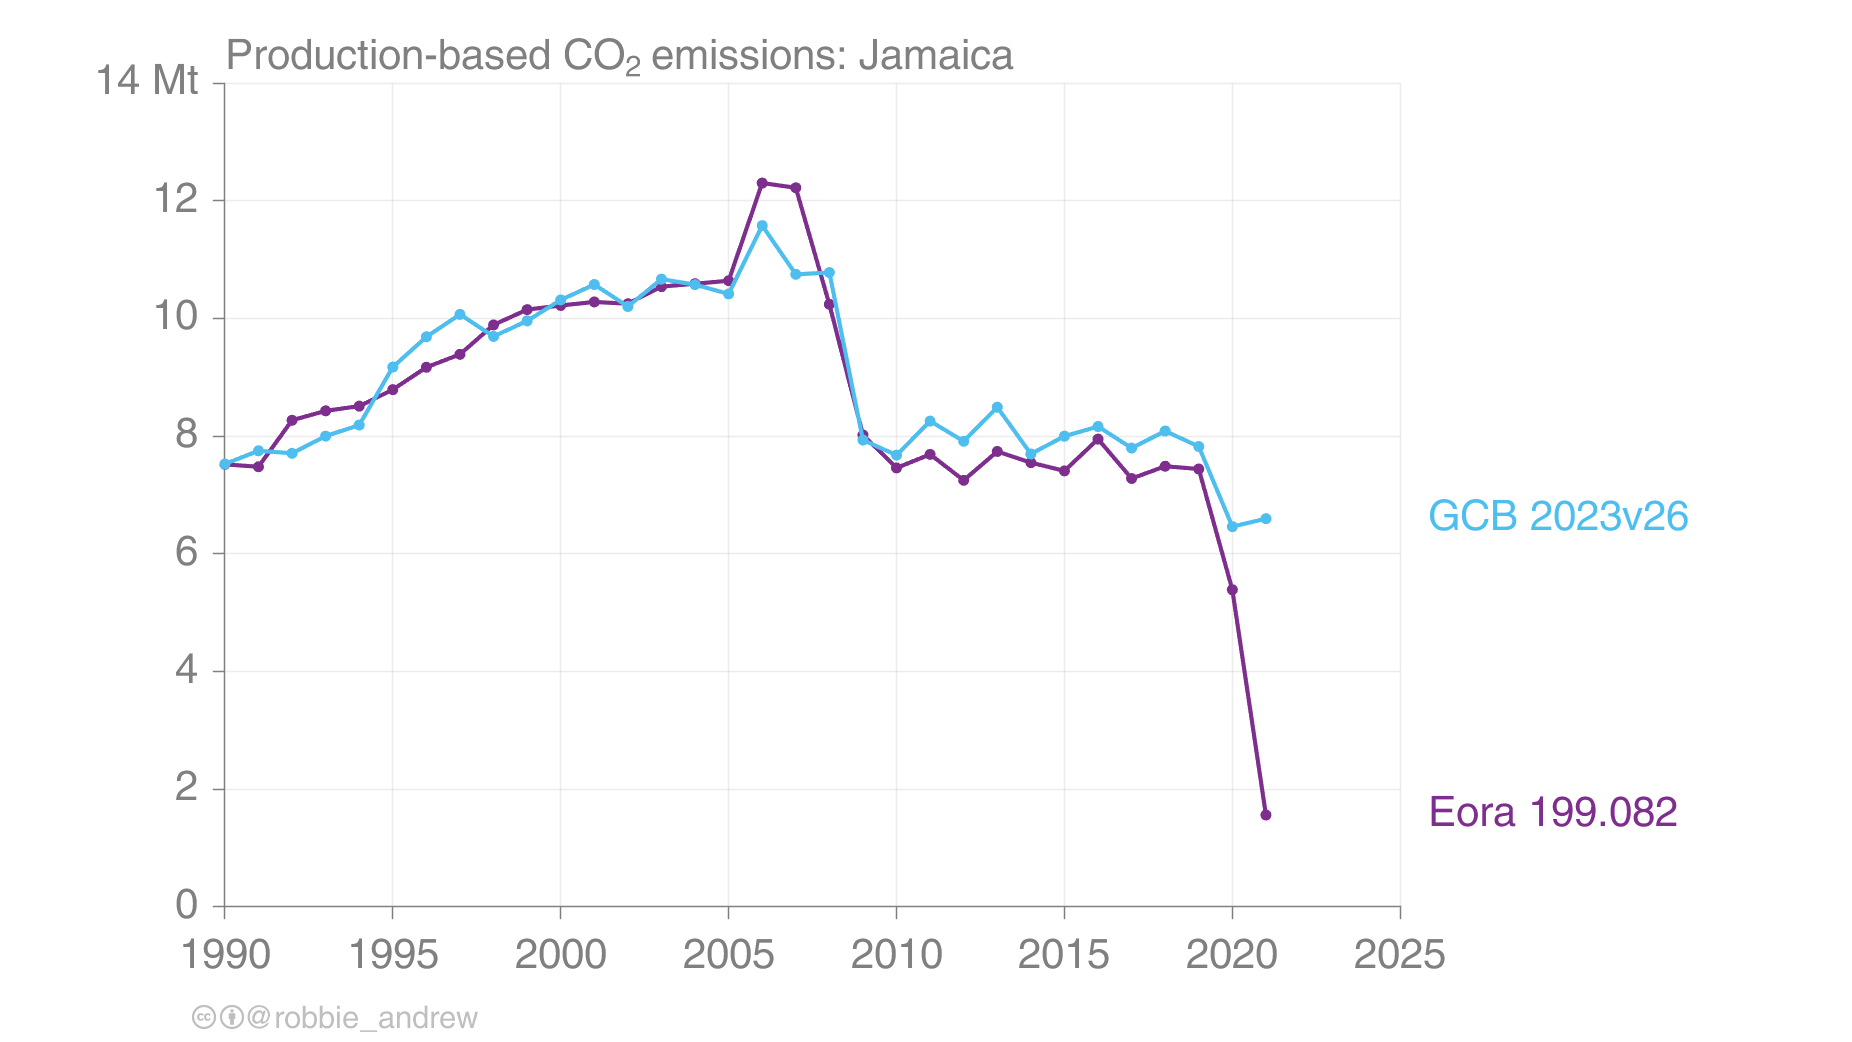 Production-based CO₂ emissions: Jamaica
14 Mt
12
10
8
6
4
2
0
1990 1995 2000 2005 2010 2015 2020 2025
GCB 2023v26
Eora 199.082
cc @robbie_andrew